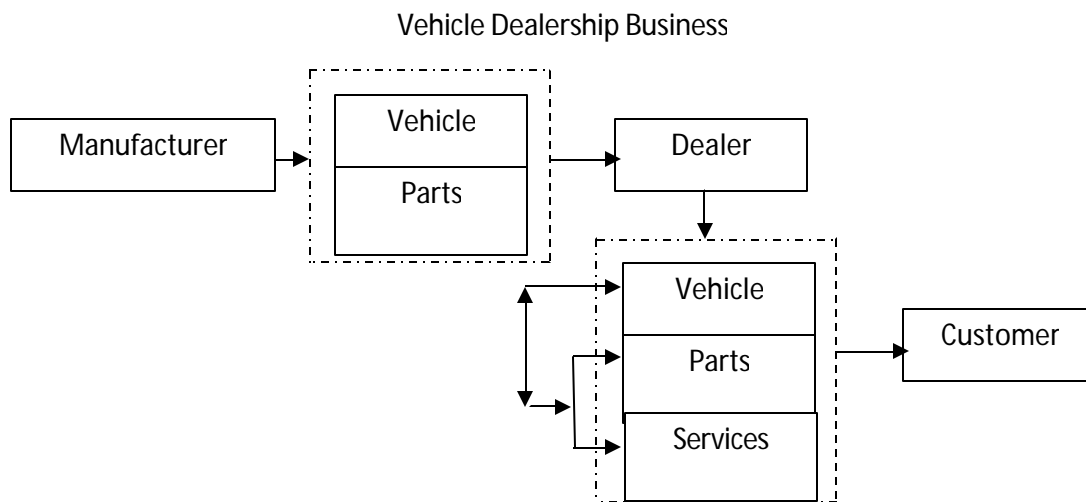 Vehicle Dealership Business
Manufacturer
Vehicle
Parts
Dealer
Vehicle
Parts
Services
Customer